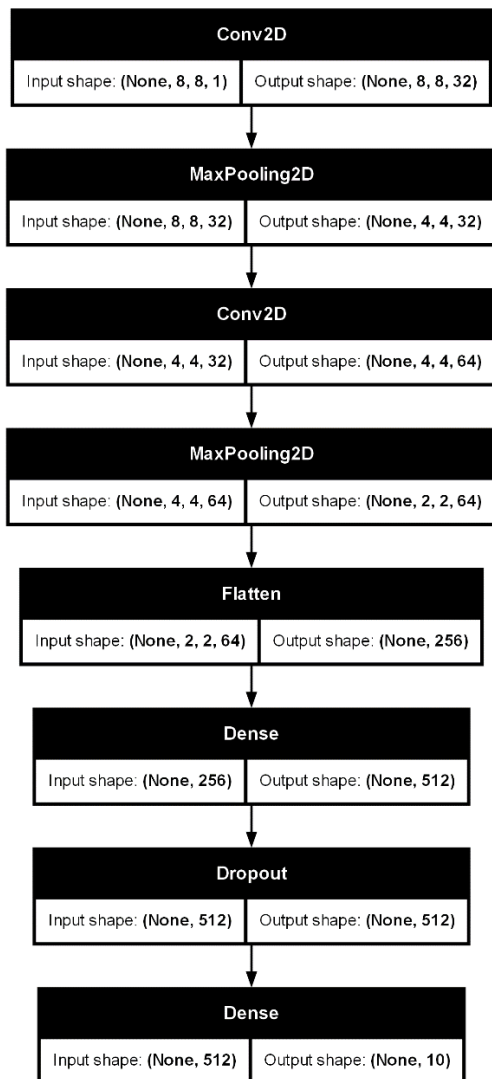 Conv2D
Input shape: (None, 8, 8, 1) Output shape: (None, 8, 8, 32)
MaxPooling2D
Input shape: (None, 8, 8, 32) Output shape: (None, 4, 4, 32)
Conv2D
Input shape: (None, 4, 4, 32) Output shape: (None, 4, 4, 64)
MaxPooling2D
Input shape: (None, 4, 4, 64) Output shape: (None, 2, 2, 64)
Flatten
Input shape: (None, 2, 2, 64) Output shape: (None, 256)
Dense
Input shape: (None, 256) Output shape: (None, 512)
Dropout
Input shape: (None, 512) Output shape: (None, 512)
Dense
Input shape: (None, 512) Output shape: (None, 10)